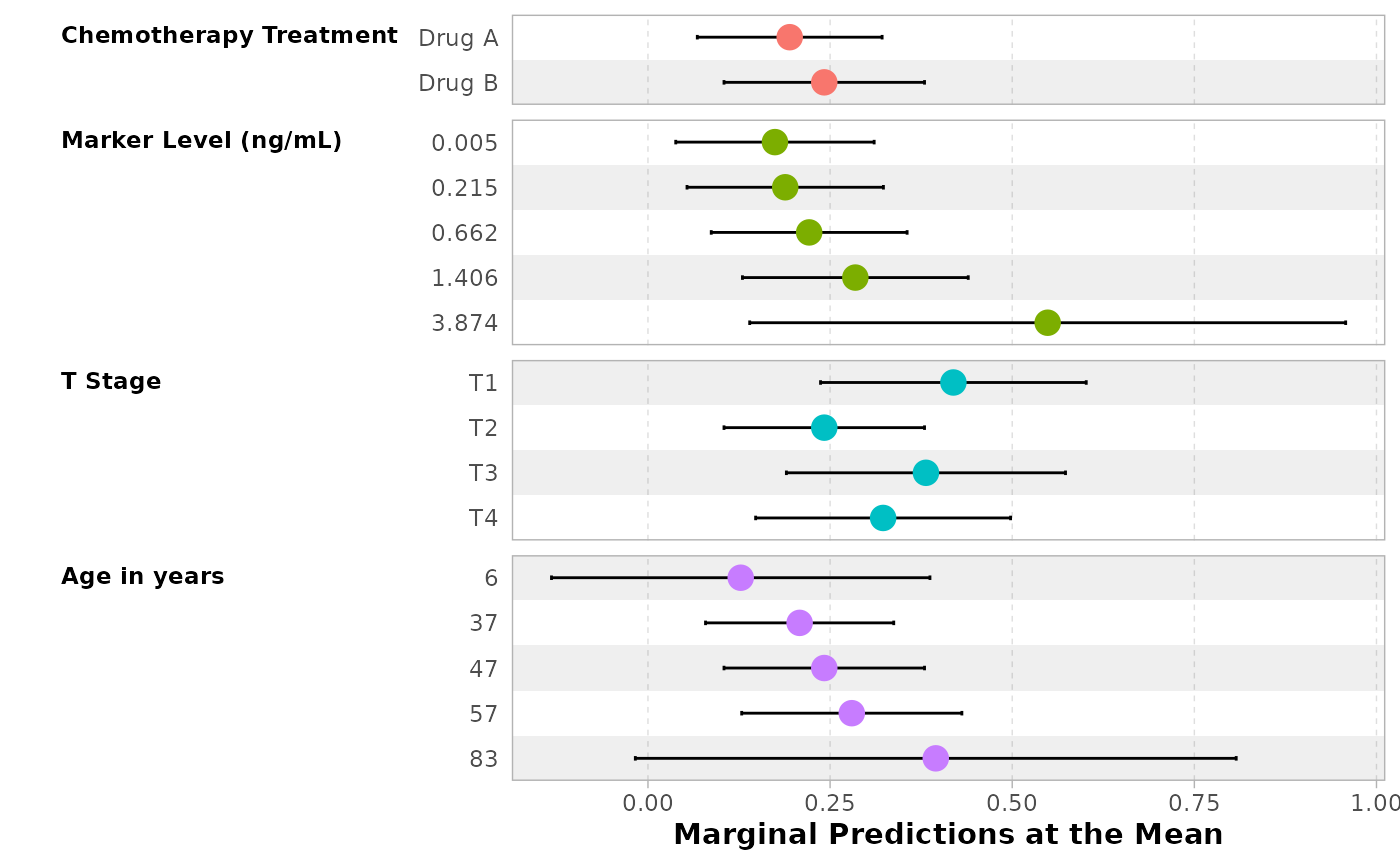 Chemotherapy Treatment Drug A
Drug B
Marker Level (ng/mL) 0.005
0.215
0.662
1.406
3.874
T Stage T1
T2
T3
T4
Age in years 6
37
47
57
83
0.00 0.25 0.50 0.75 1.00
Marginal Predictions at the Mean